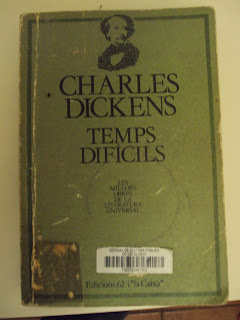 CHARLES
DICKENS
TEMPS
DIFÍCILS
LES
MILLORS
OBRES
DE LA
LITERATURA
UNIVERSAL
Edicions 62 i "la Caixa"